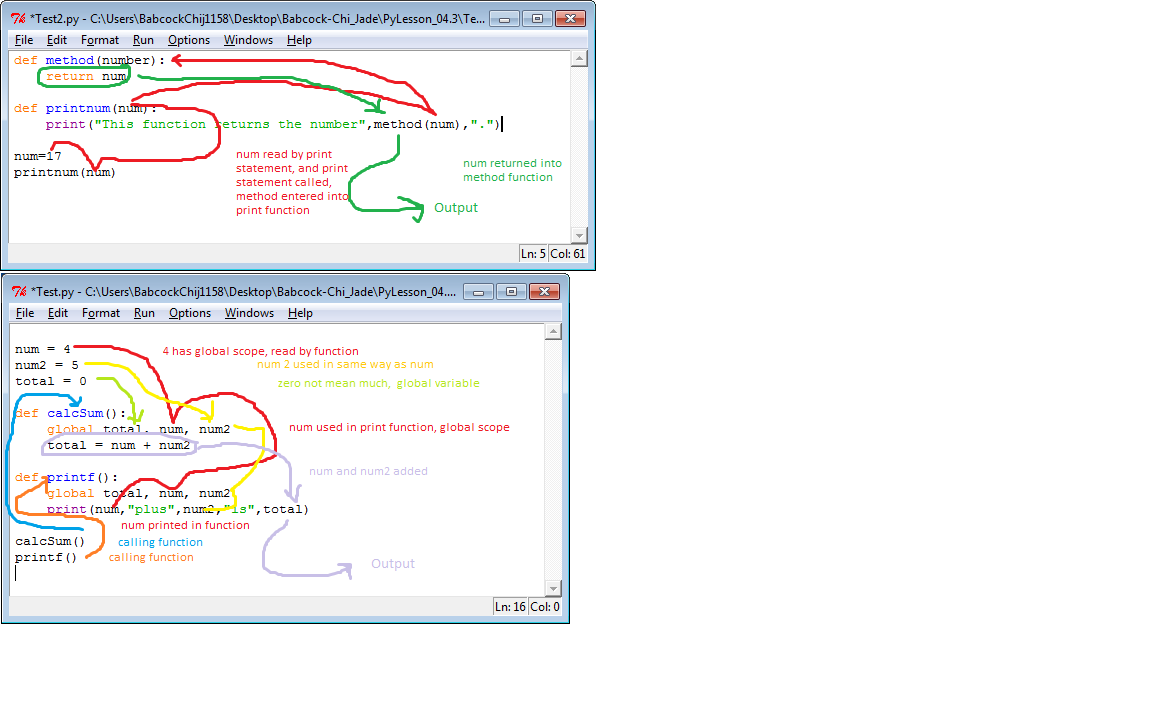 *Test2.py - C:\Users\BabcockChij1158\Desktop\Babcock-Chi_Jade\PyLesson_04.3\Te...
File Edit Format Run Options Windows Help
def method(number):
return num
def printnum(num):
print("This function returns the number",method(num),".")
num=17
printnum(num)
num read by print
statement, and print
statement called,
method entered into
print function
num returned into
method function
Output
Ln: 5 Col: 61
*Test.py - C:\Users\BabcockChij1158\Desktop\Babcock-Chi_Jade\PyLesson_04....
File Edit Format Run Options Windows Help
num = 4
num2 = 5
total = 0
4 has global scope, read by function
num 2 used in same way as num
zero not mean much, global variable
def calcSum():
global total, num, num2
total = num + num2
num used in print function, global scope
num and num2 added
def printf():
global total, num, num2
print(num,"plus",num2,"is",total)
num printed in function
calcSum()
calling function
printf()
calling function
Output
Ln: 16 Col: 0